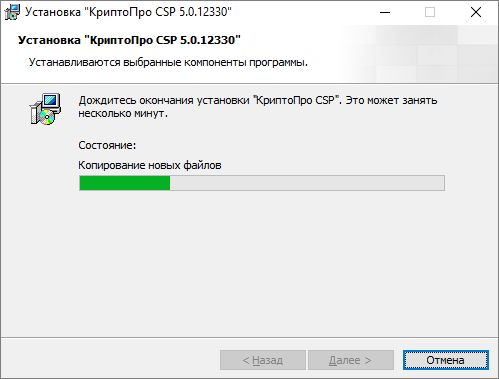 Установка "КриптоПро CSP 5.0.12330"
Установка "КриптоПро CSP 5.0.12330"
Устанавливаются выбранные компоненты программы.
Дождитесь окончания установки "КриптоПро CSP". Это может занять
несколько минут.
Состояние:
Копирование новых файлов
< Назад Далее > Отмена